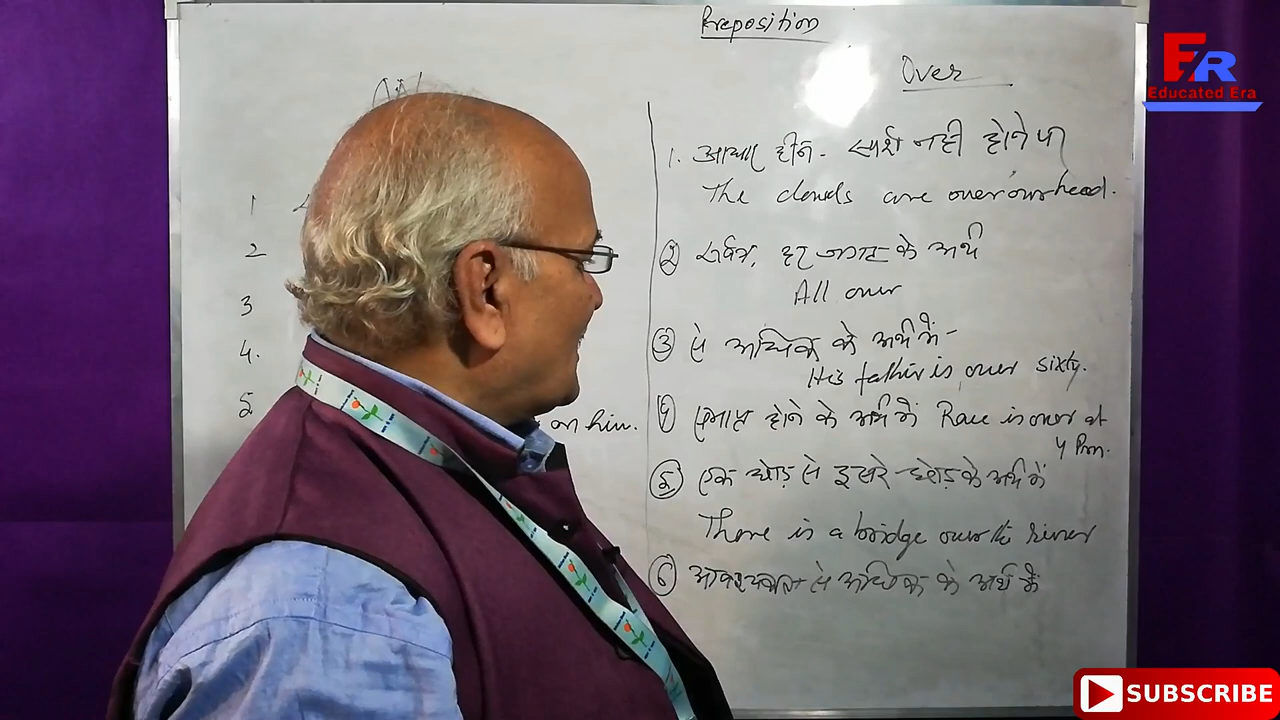 Preposition
Over
1
2
3
4.
5
on him.
1. आधार हीन - स्पर्श नही होने पर
The clouds are over our head.
2 सर्वत्र, हर जगह के अर्थ
All over
3 से अधिक के अर्थ में -
His father is over sixty.
4 समाप्त होने के अर्थ में Race is over at
4 Pm.
5 एक छोड़ से दुसरे छोड़ के अर्थ में
There is a bridge over the river
6 आवश्यकता से अधिक के अर्थ में
ER
Educated Era
SUBSCRIBE